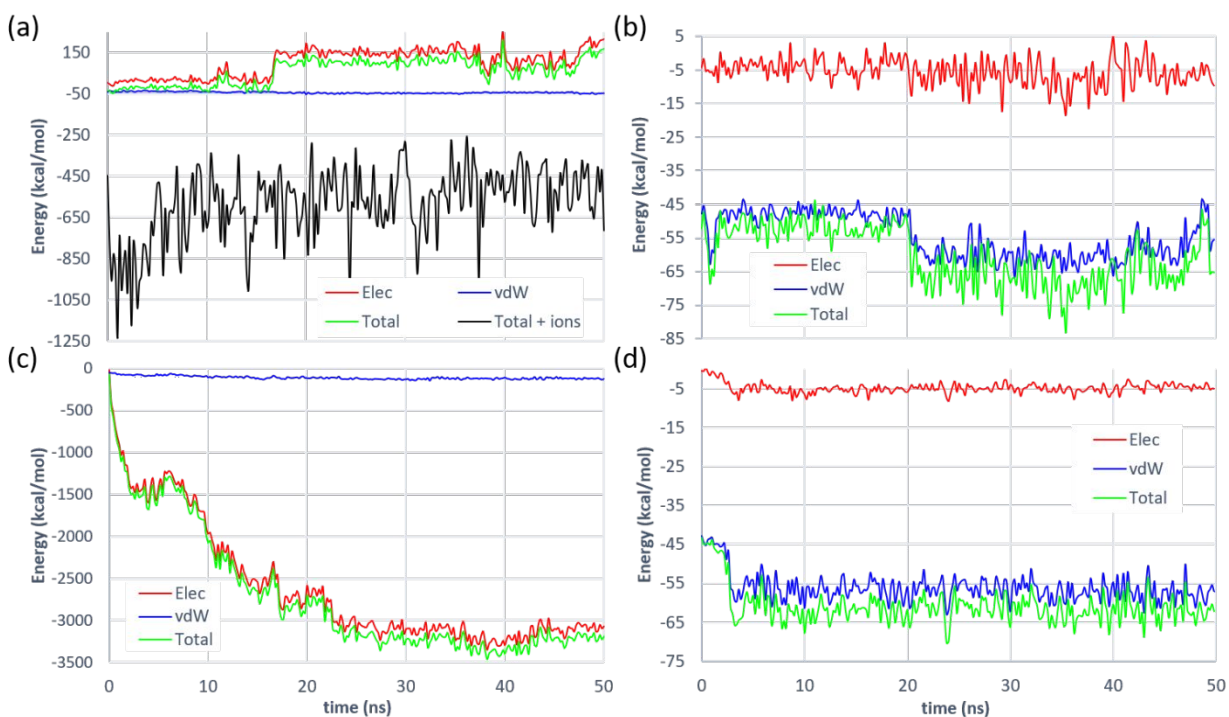 (a)
Energy (kcal/mol)
150
-50
-250
-450
-650
-850
-1050
-1250
Elec
vdW
Total
Total + ions
(b)
Energy (kcal/mol)
5
-5
-15
-25
-35
-45
-55
-65
-75
-85
Elec
vdW
Total
(c)
Energy (kcal/mol)
0
-500
-1000
-1500
-2000
-2500
-3000
-3500
Elec
vdW
Total
0 10 20 30 40 50
time (ns)
(d)
Energy (kcal/mol)
-5
-15
-25
-35
-45
-55
-65
-75
Elec
vdW
Total
0 10 20 30 40 50
time (ns)